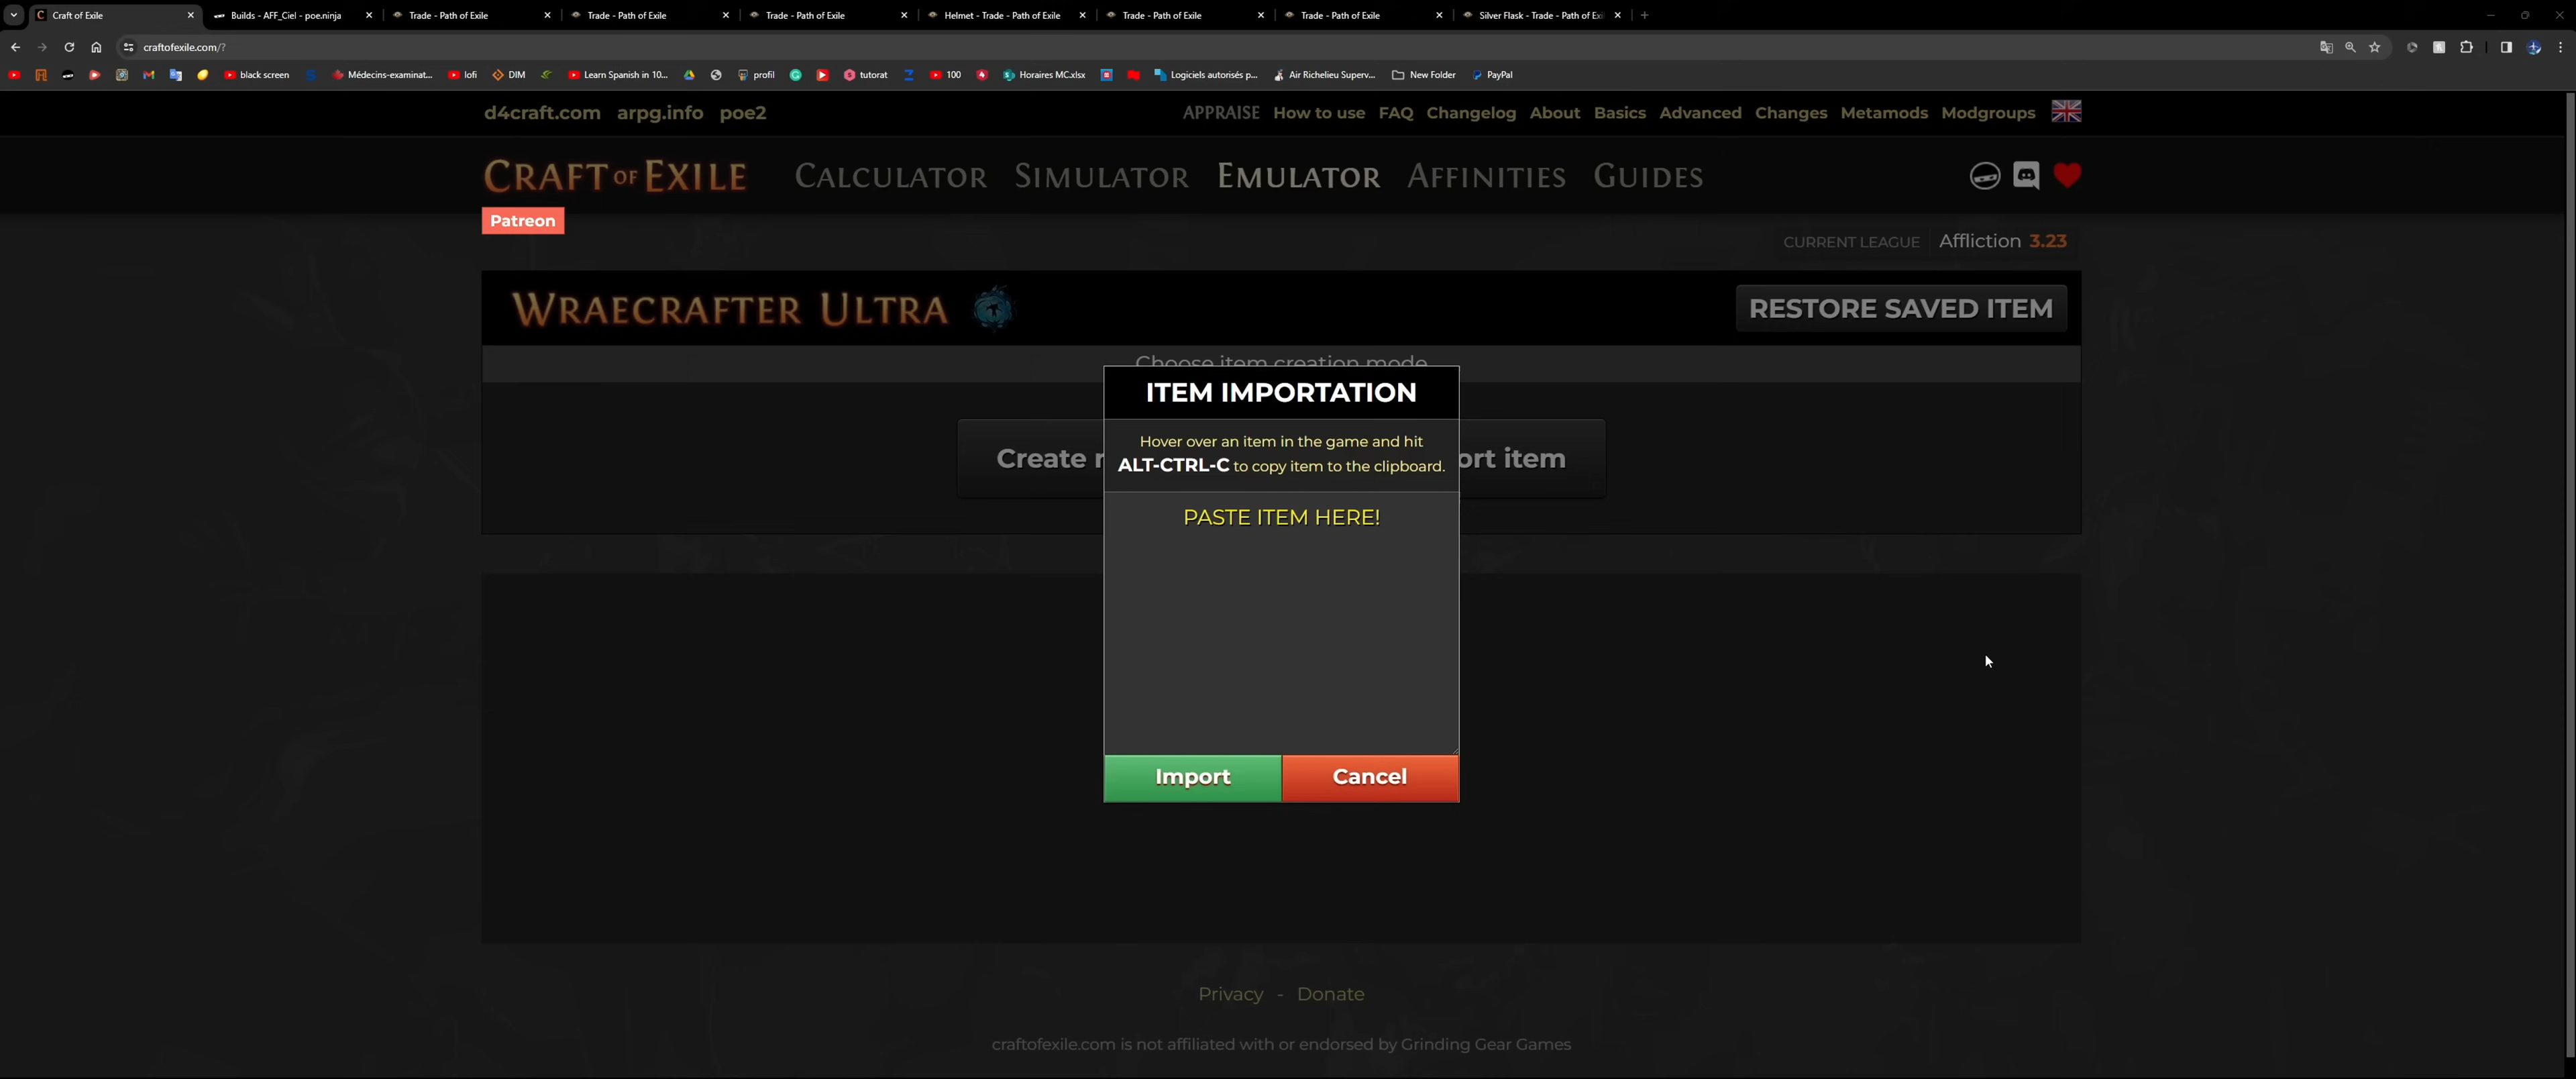 Craft of Exile
Builds - AFF_Ciel - poe.ninja
Trade - Path of Exile
Trade - Path of Exile
Trade - Path of Exile
Helmet - Trade - Path of Exile
Trade - Path of Exile
Trade - Path of Exile
Silver Flask - Trade - Path of Exi
craftofexile.com/?
black screen
Médecins-examinat...
lofi
DIM
Learn Spanish in 10...
profil
tutorat
100
Horaires MC.xlsx
Logiciels autorisés p...
Air Richelieu Superv...
New Folder
PayPal
d4craft.com arpg.info poe2
APPRAISE How to use FAQ Changelog About Basics Advanced Changes Metamods Modgroups
CRAFT OF EXILE
CALCULATOR SIMULATOR EMULATOR AFFINITIES GUIDES
Patreon
CURRENT LEAGUE Affliction 3.23
WRAECRAFTER ULTRA
RESTORE SAVED ITEM
Choose item creation mode
ITEM IMPORTATION
Hover over an item in the game and hit
ALT-CTRL-C to copy item to the clipboard.
Create
ort item
PASTE ITEM HERE!
Import
Cancel
Privacy - Donate
craftofexile.com is not affiliated with or endorsed by Grinding Gear Games